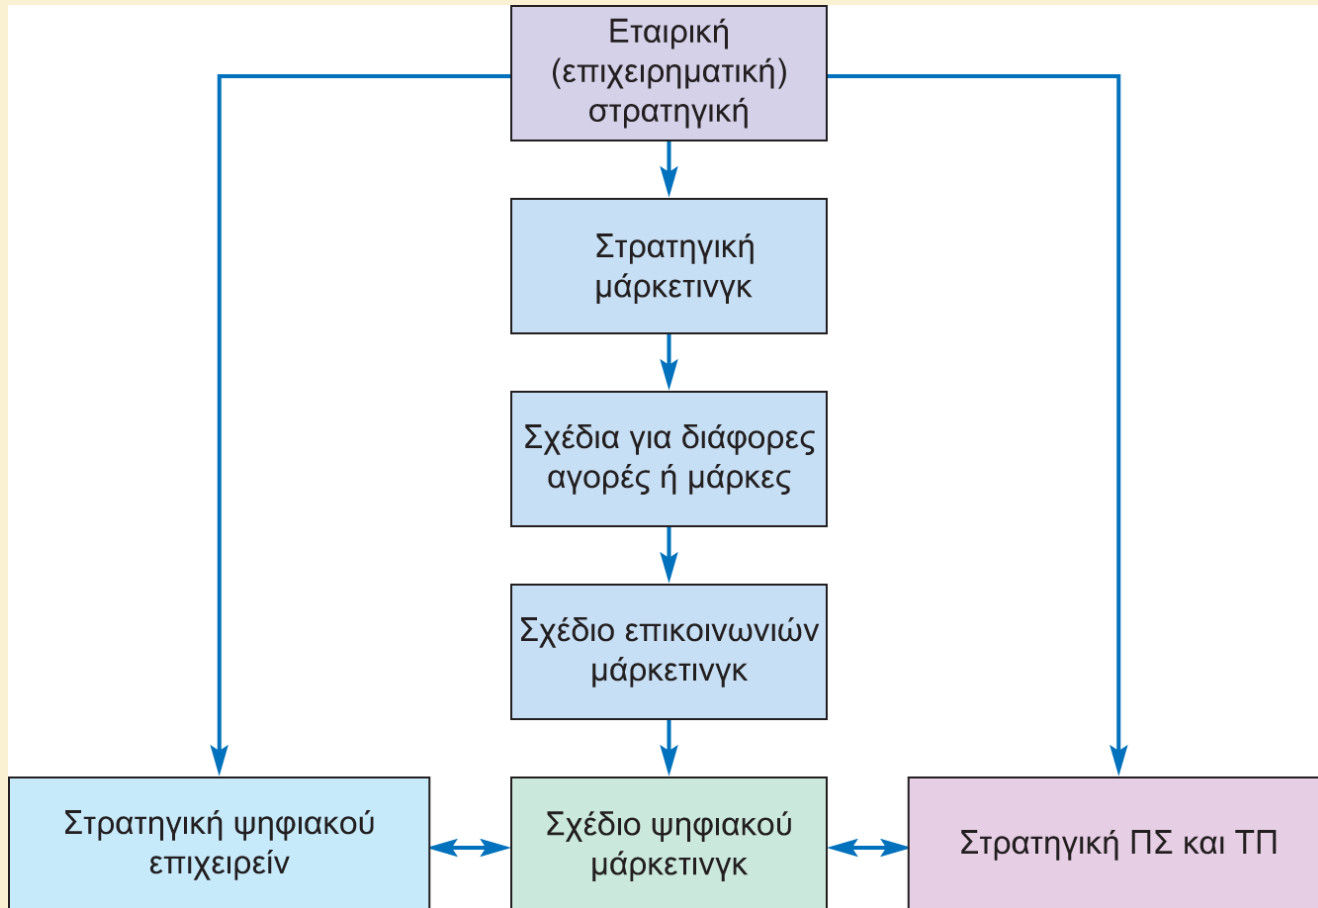 Εταιρική
(επιχειρηματική)
στρατηγική
Στρατηγική
μάρκετινγκ
Σχέδια για διάφορες
αγορές ή μάρκες
Σχέδιο επικοινωνιών
μάρκετινγκ
Στρατηγική ψηφιακού
επιχειρείν
Σχέδιο ψηφιακού
μάρκετινγκ
Στρατηγική ΠΣ και ΤΠ